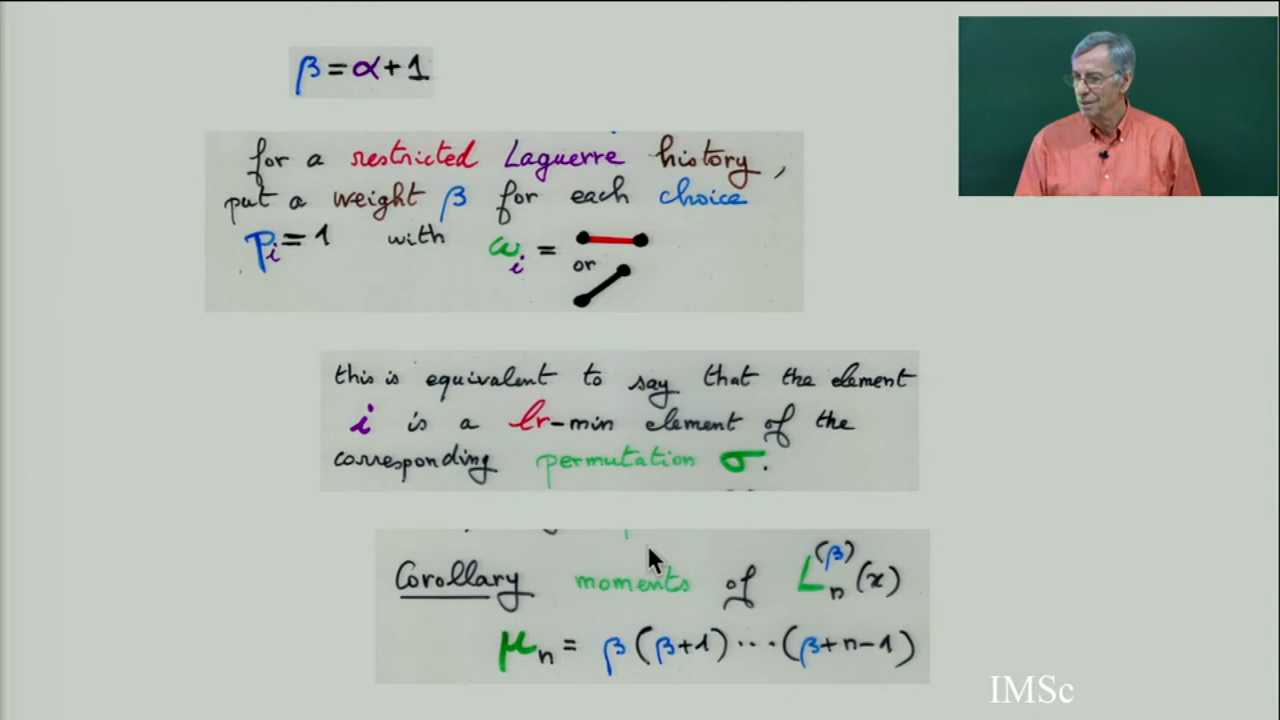 β = α + 1
for a restricted Laguerre history,
put a weight β for each choice
p_i = 1 with ω_i =
or
this is equivalent to say that the element
i is a lr-min element of the
corresponding permutation σ.
Corollary moments of L_n^(β)(x)
μ_n = β(β+1)···(β+n-1)
IMSc